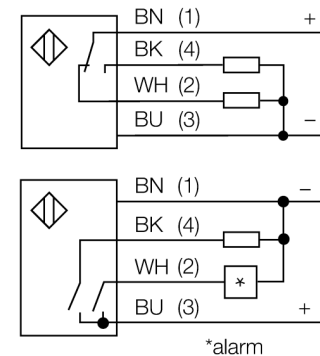 BN (1) +
BK (4)
WH (2)
BU (3) −
BN (1) −
BK (4)
WH (2)
*
BU (3) +
*alarm